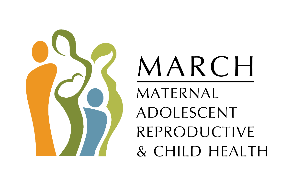 MARCH
MATERNAL
ADOLESCENT
REPRODUCTIVE
& CHILD HEALTH